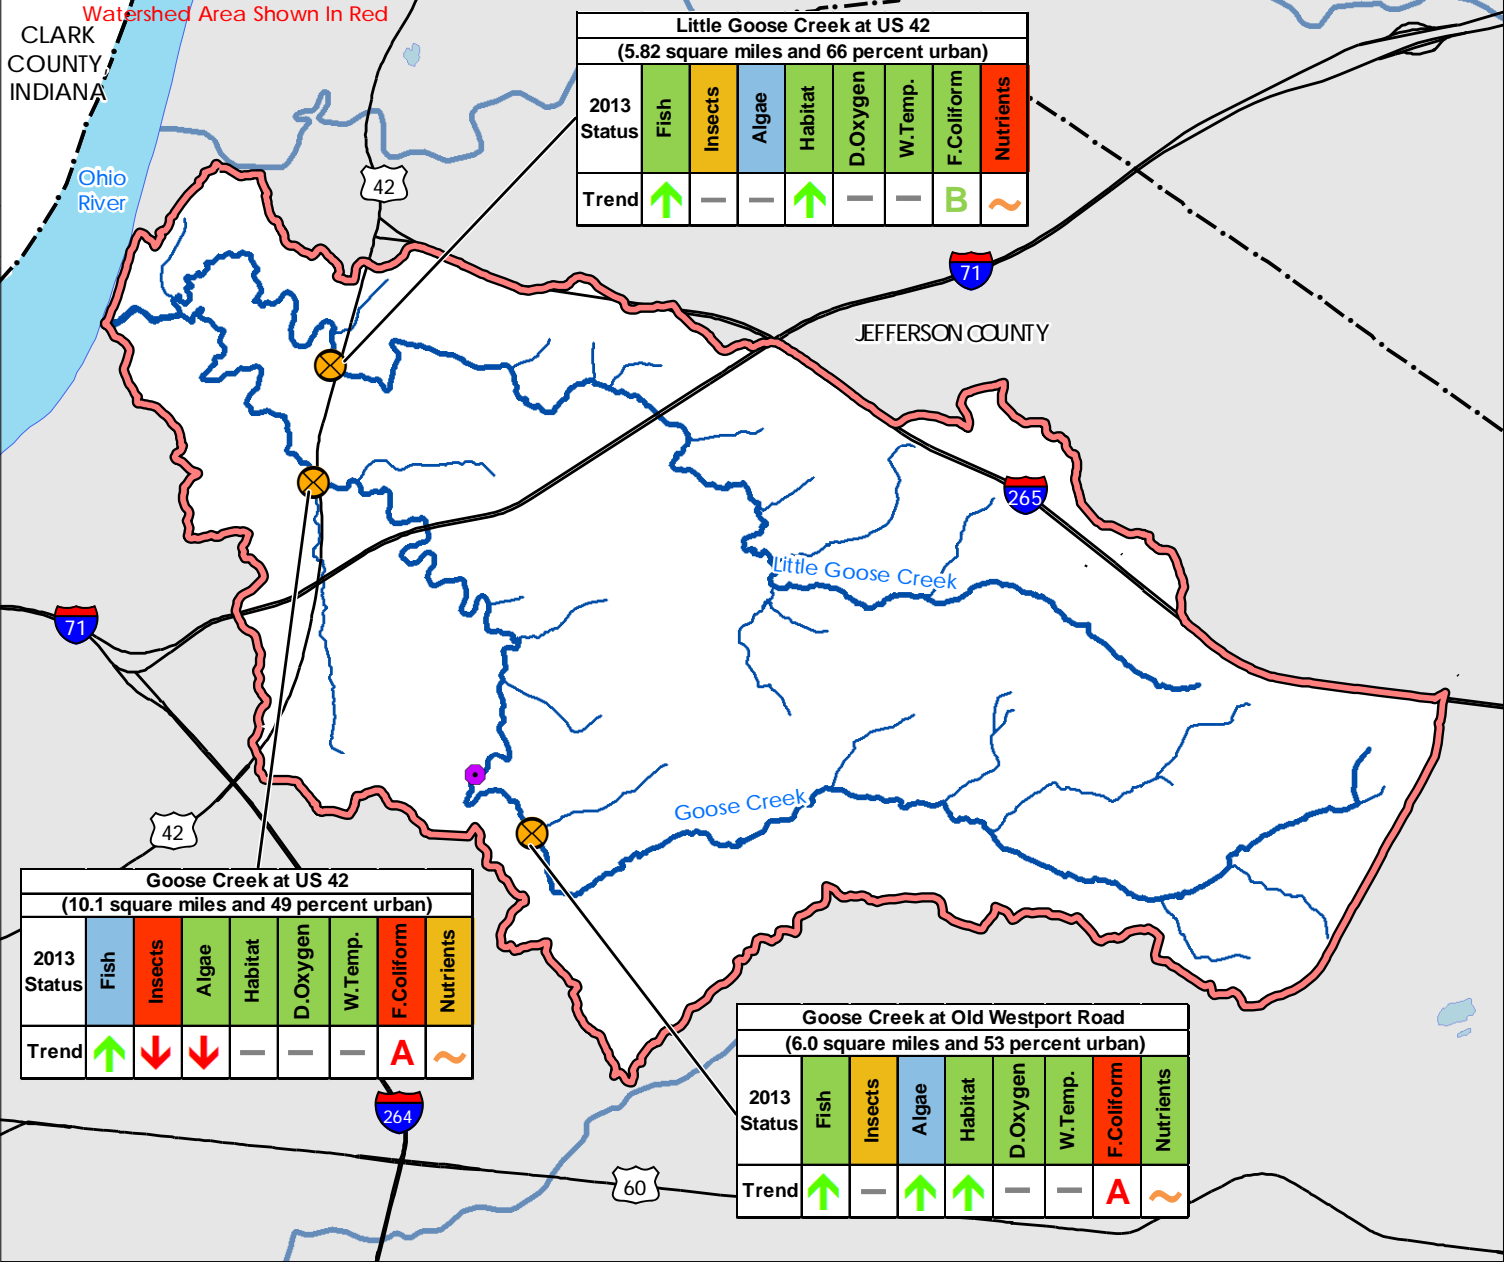 Watershed Area Shown In Red
CLARK
COUNTY,
INDIANA
Ohio
River
42
Little Goose Creek at US 42
(5.82 square miles and 66 percent urban)
2013
Status
Fish
Insects
Algae
Habitat
D.Oxygen
W.Temp.
F.Coliform
Nutrients
Trend
B
~
71
JEFFERSON COUNTY
265
Little Goose Creek
71
Goose Creek
42
Goose Creek at US 42
(10.1 square miles and 49 percent urban)
2013
Status
Fish
Insects
Algae
Habitat
D.Oxygen
W.Temp.
F.Coliform
Nutrients
Trend
A
~
264
60
Goose Creek at Old Westport Road
(6.0 square miles and 53 percent urban)
2013
Status
Fish
Insects
Algae
Habitat
D.Oxygen
W.Temp.
F.Coliform
Nutrients
Trend
A
~